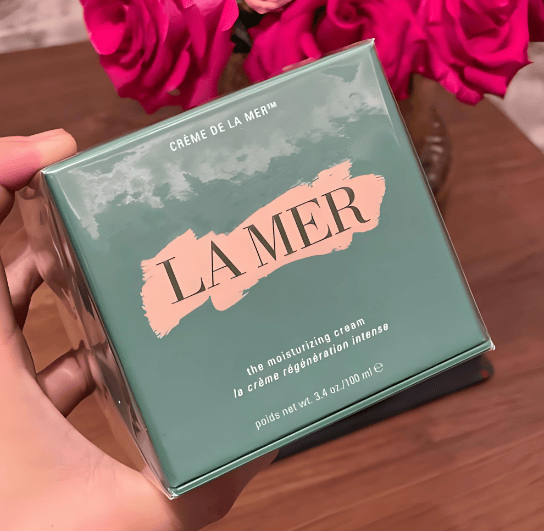 CRÈME DE LA MER™
LA MER
the moisturizing cream
la crème régénération intense
poids net wt. 3.4 oz./100 ml ℮